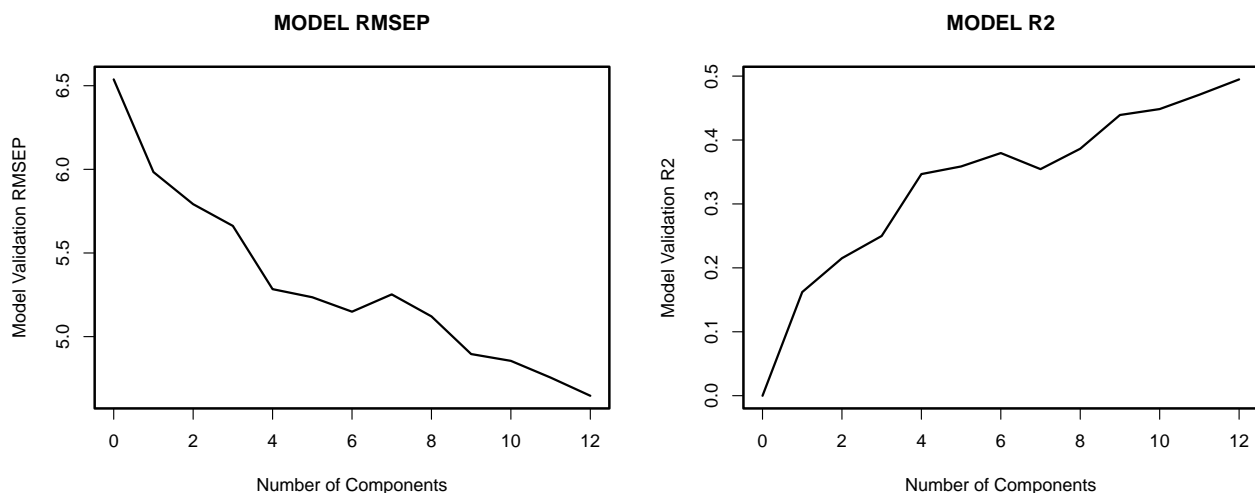 MODEL RMSEP
Model Validation RMSEP
6.5
6.0
5.5
5.0
0 2 4 6 8 10 12
Number of Components
MODEL R2
Model Validation R2
0.5
0.4
0.3
0.2
0.1
0.0
0 2 4 6 8 10 12
Number of Components